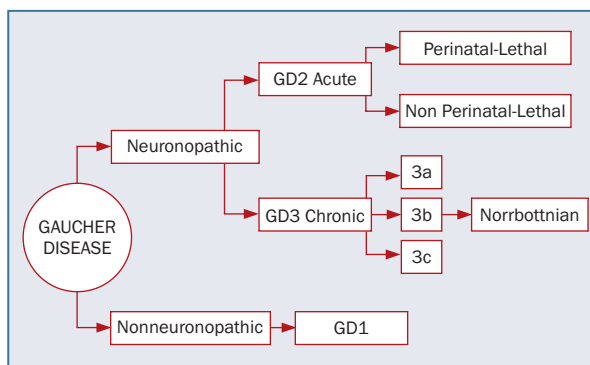 Perinatal-Lethal
GD2 Acute
Non Perinatal-Lethal
Neuronopathic
3a
GD3 Chronic
3b
Norrbottnian
3c
GAUCHER
DISEASE
Nonneuronopathic
GD1